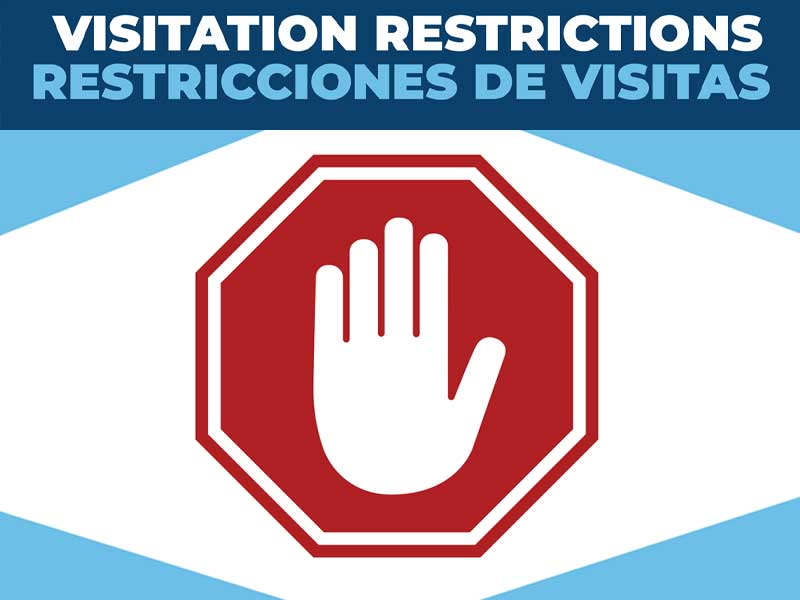 VISITATION RESTRICTIONS
RESTRICCIONES DE VISITAS